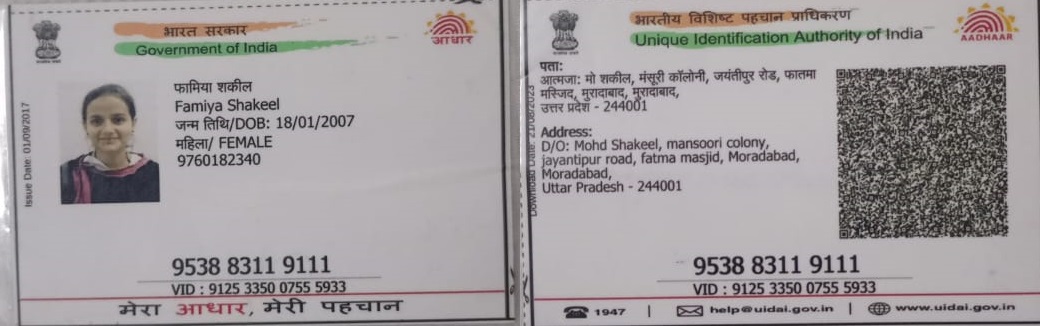 भारत सरकार
Government of India
आधार
Issue Date: 01/09/2017
फामिया शकील
Famiya Shakeel
जन्म तिथि/DOB: 18/01/2007
महिला/ FEMALE
9760182340
9538 8311 9111
VID : 9125 3350 0755 5933
मेरा आधार, मेरी पहचान
भारतीय विशिष्ट पहचान प्राधिकरण
Unique Identification Authority of India
AADHAAR
पता:
आत्मजा: मो शकील, मंसूरी कॉलोनी, जयंतीपुर रोड, फातमा
मस्जिद, मुरादाबाद, मुरादाबाद,
उत्तर प्रदेश - 244001
Address:
D/O: Mohd Shakeel, mansoori colony,
jayantipur road, fatma masjid, Moradabad,
Moradabad,
Uttar Pradesh - 244001
9538 8311 9111
VID : 9125 3350 0755 5933
1947
help@uidai.gov.in
www.uidai.gov.in